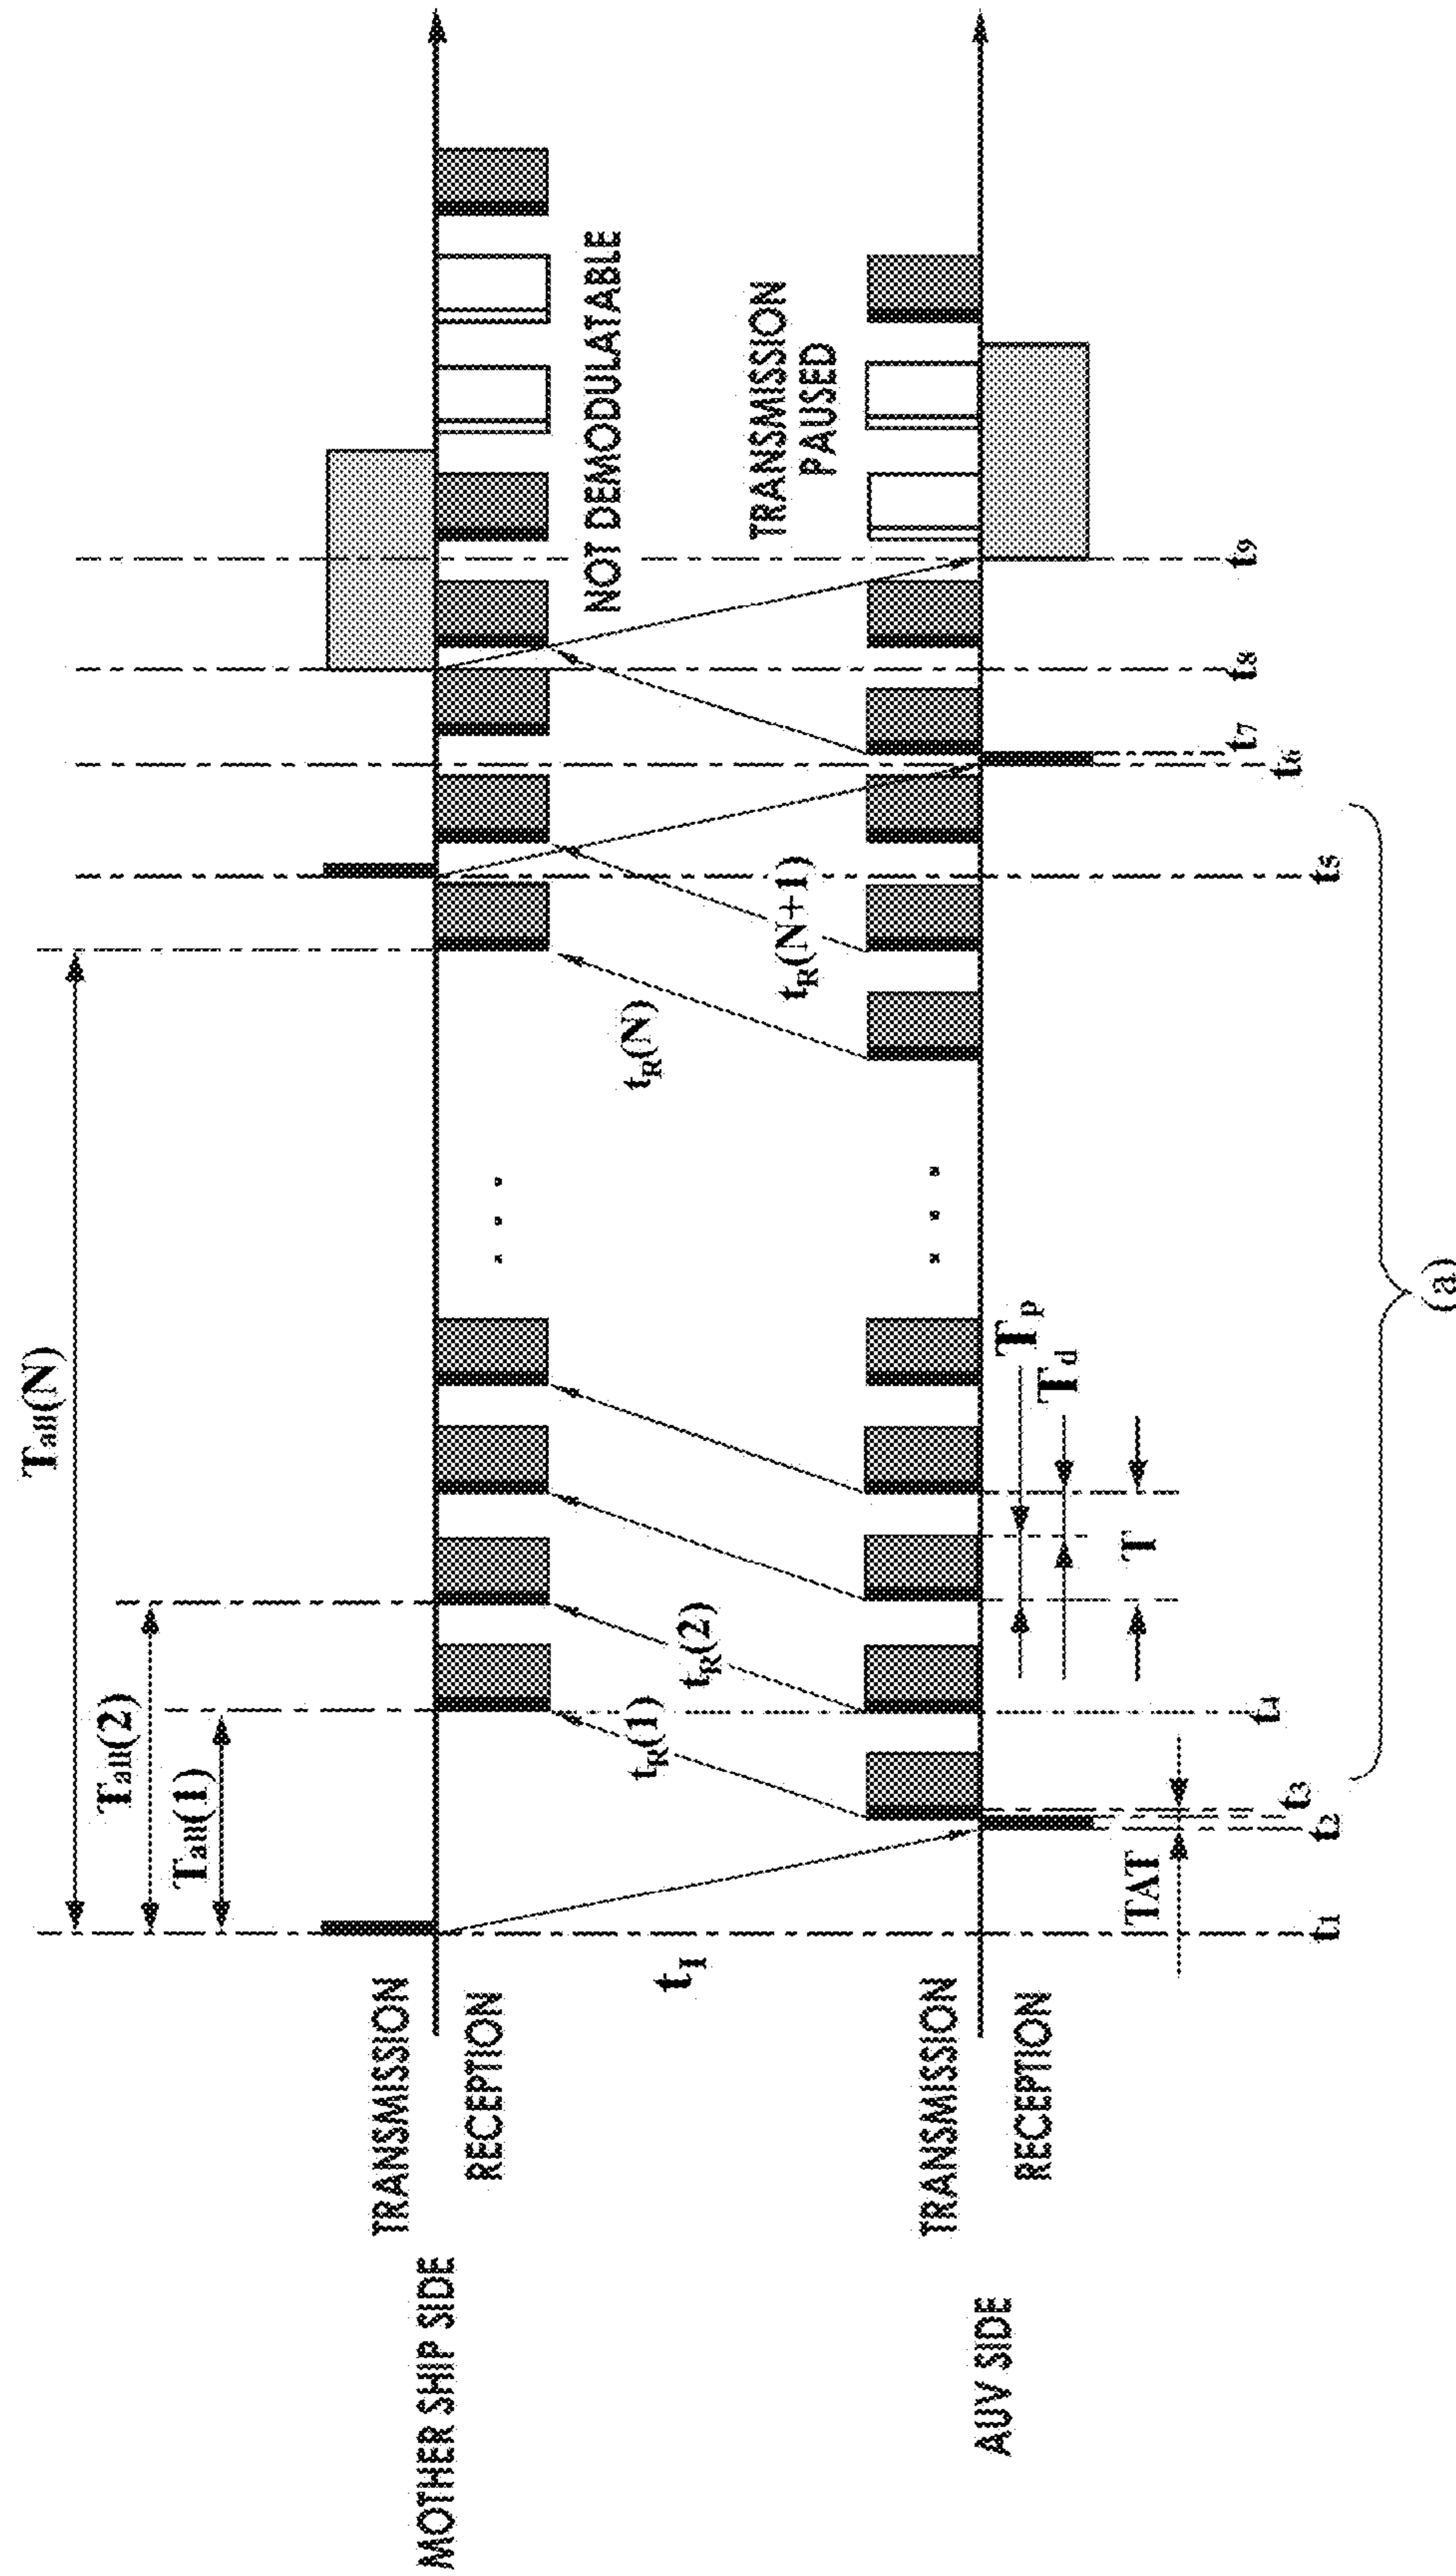 Tall(N)
Tall(2)
Tall(1)
TRANSMISSION
MOTHER SHIP SIDE
RECEPTION
NOT DEMODULATABLE
tI
tR(1)
tR(2)
tR(N)
tR(N+1)
TRANSMISSION
PAUSED
TRANSMISSION
AUV SIDE
RECEPTION
Tp
Td
T
TAT
t1
t2
t3
t4
t5
t6
t7
t8
t9
(a)